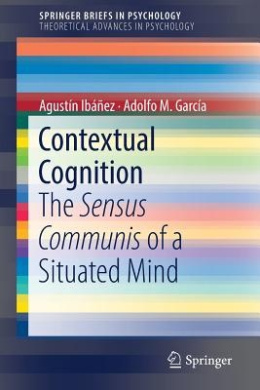 SPRINGER BRIEFS IN PSYCHOLOGY
THEORETICAL ADVANCES IN PSYCHOLOGY
Agustín Ibáñez · Adolfo M. García
Contextual
Cognition
The Sensus
Communis of a
Situated Mind
Springer